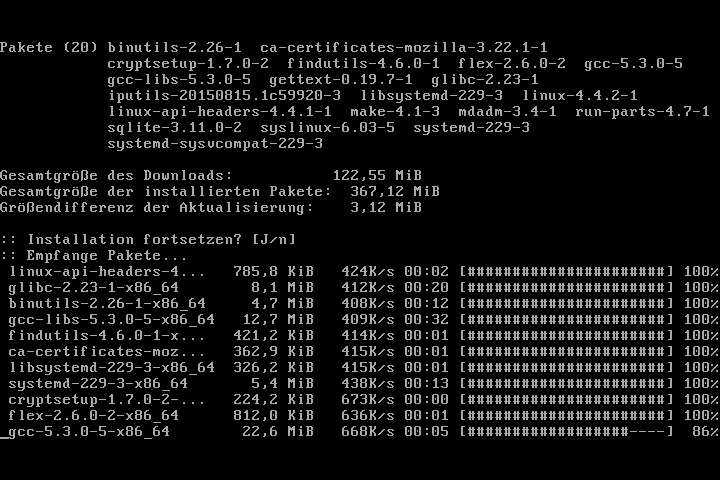 Pakete (20) binutils-2.26-1  ca-certificates-mozilla-3.22.1-1
cryptsetup-1.7.0-2  findutils-4.6.0-1  flex-2.6.0-2  gcc-5.3.0-5
gcc-libs-5.3.0-5  gettext-0.19.7-1  glibc-2.23-1
iputils-20150815.1c59920-3  libsystemd-229-3  linux-4.4.2-1
linux-api-headers-4.4.1-1  make-4.1-3  mdadm-3.4-1  run-parts-4.7-1
sqlite-3.11.0-2  syslinux-6.03-5  systemd-229-3
systemd-sysvcompat-229-3
Gesamtgröße des Downloads:           122,55 MiB
Gesamtgröße der installierten Pakete:  367,12 MiB
Größendifferenz der Aktualisierung:    3,12 MiB
:: Installation fortsetzen? [J/n]
:: Empfange Pakete...
linux-api-headers-4...   785,8 KiB   424K/s 00:02 [######################] 100%
glibc-2.23-1-x86_64        8,1 MiB   412K/s 00:20 [######################] 100%
binutils-2.26-1-x86_64     4,7 MiB   408K/s 00:12 [######################] 100%
gcc-libs-5.3.0-5-x86_64   12,7 MiB   409K/s 00:32 [######################] 100%
findutils-4.6.0-1-x...   421,2 KiB   414K/s 00:01 [######################] 100%
ca-certificates-moz...   362,9 KiB   415K/s 00:01 [######################] 100%
libsystemd-229-3-x86_64  326,2 KiB   415K/s 00:01 [######################] 100%
systemd-229-3-x86_64       5,4 MiB   438K/s 00:13 [######################] 100%
cryptsetup-1.7.0-2-...   224,2 KiB   673K/s 00:00 [######################] 100%
flex-2.6.0-2-x86_64      812,0 KiB   636K/s 00:01 [######################] 100%
gcc-5.3.0-5-x86_64        22,6 MiB   668K/s 00:05 [##################----]  86%